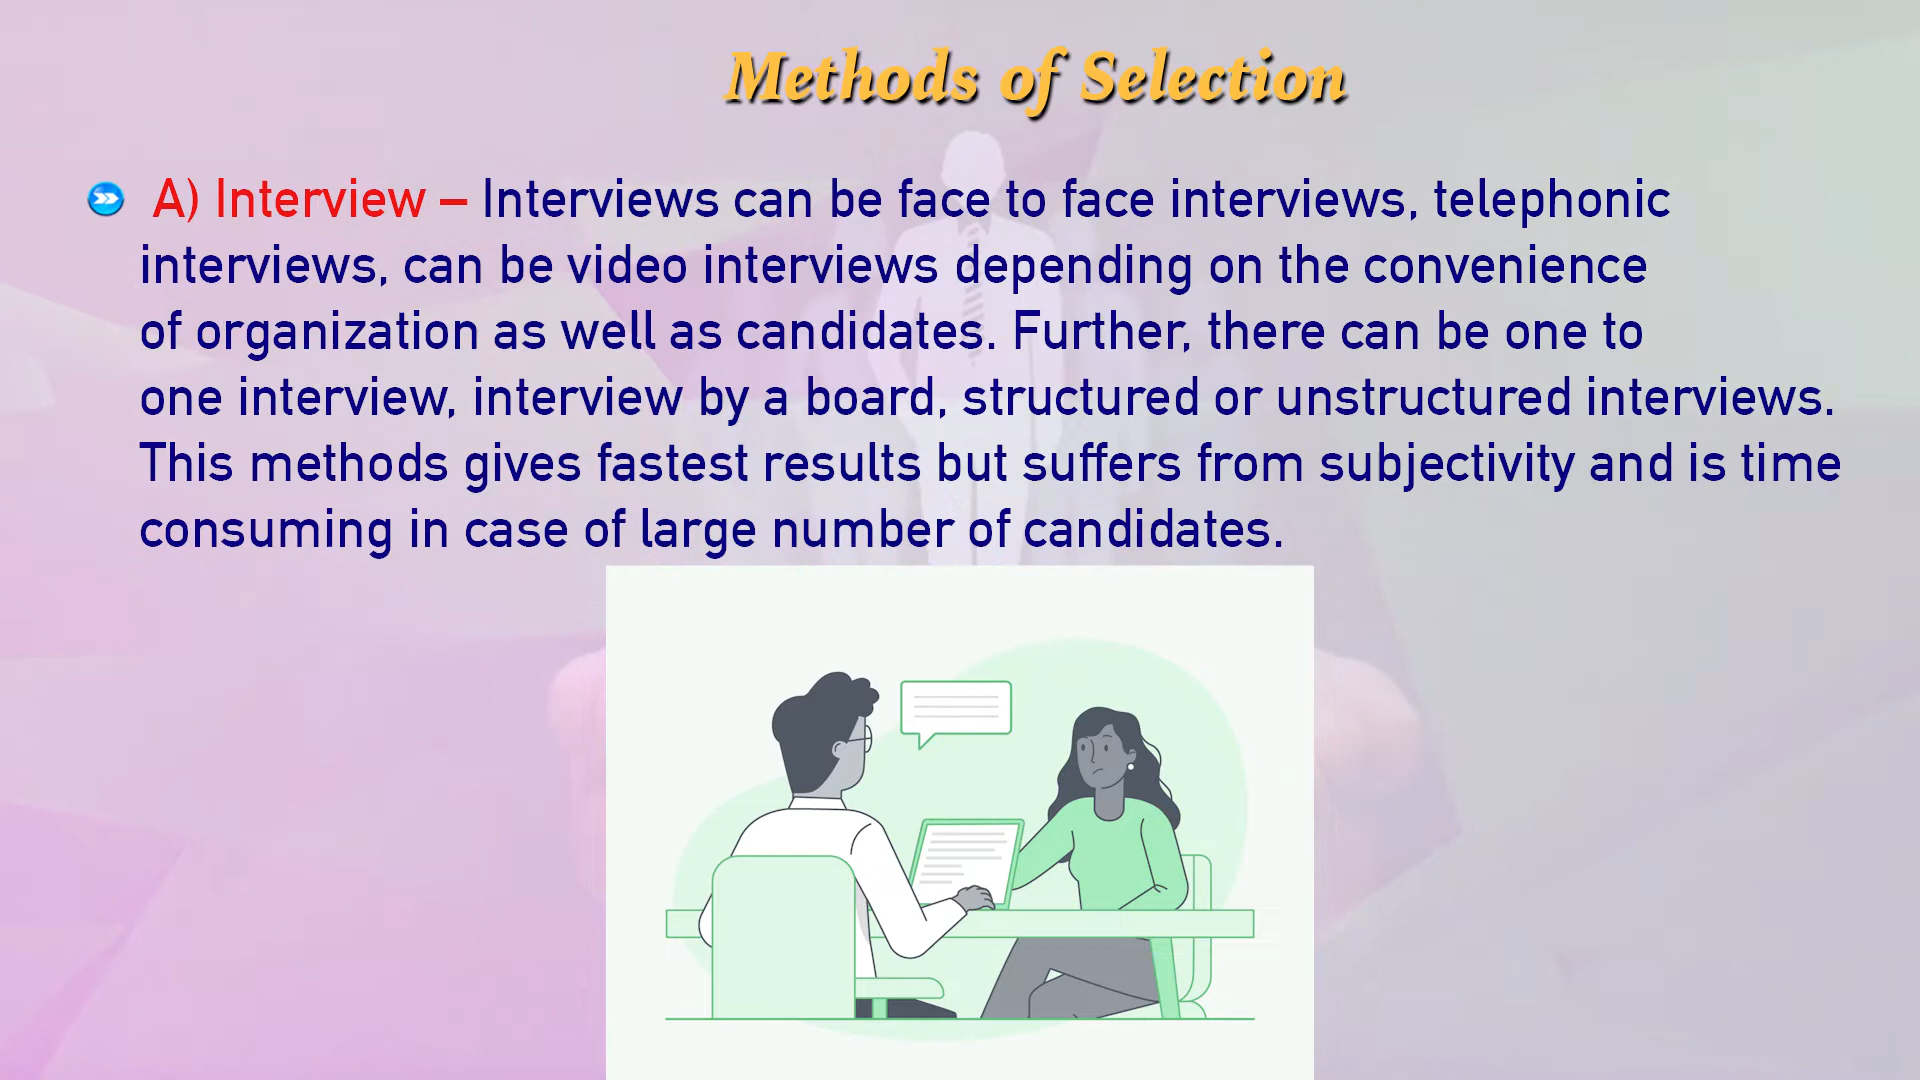 Methods of Selection
A) Interview – Interviews can be face to face interviews, telephonic
interviews, can be video interviews depending on the convenience
of organization as well as candidates. Further, there can be one to
one interview, interview by a board, structured or unstructured interviews.
This methods gives fastest results but suffers from subjectivity and is time
consuming in case of large number of candidates.